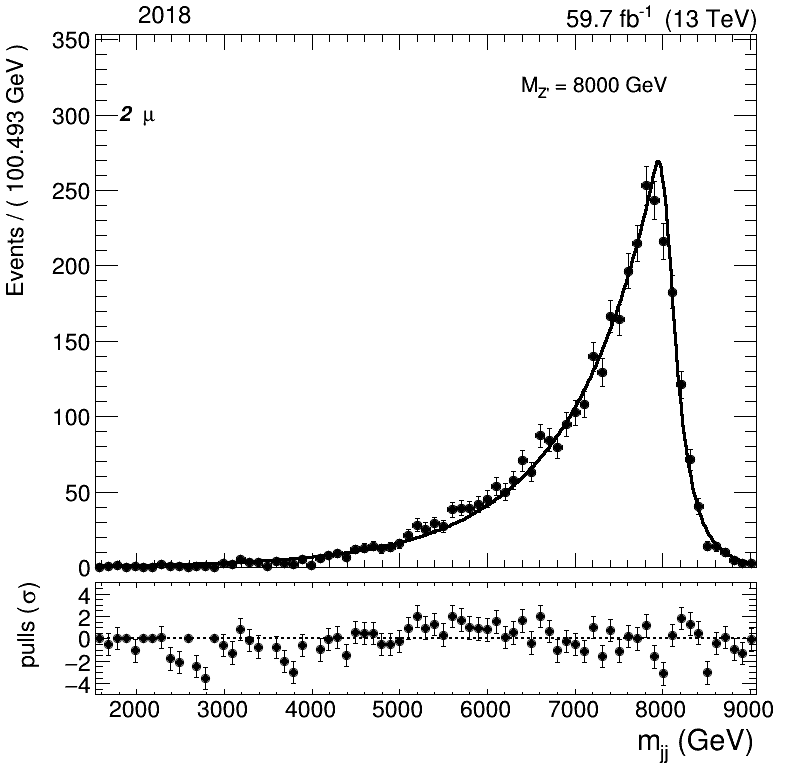 2018
59.7 fb⁻¹ (13 TeV)
Events / ( 100.493 GeV )
350
300
250
200
150
100
50
0
2 μ
M_Z' = 8000 GeV
pulls (σ)
4
2
0
−2
−4
2000 3000 4000 5000 6000 7000 8000 9000
m_jj (GeV)